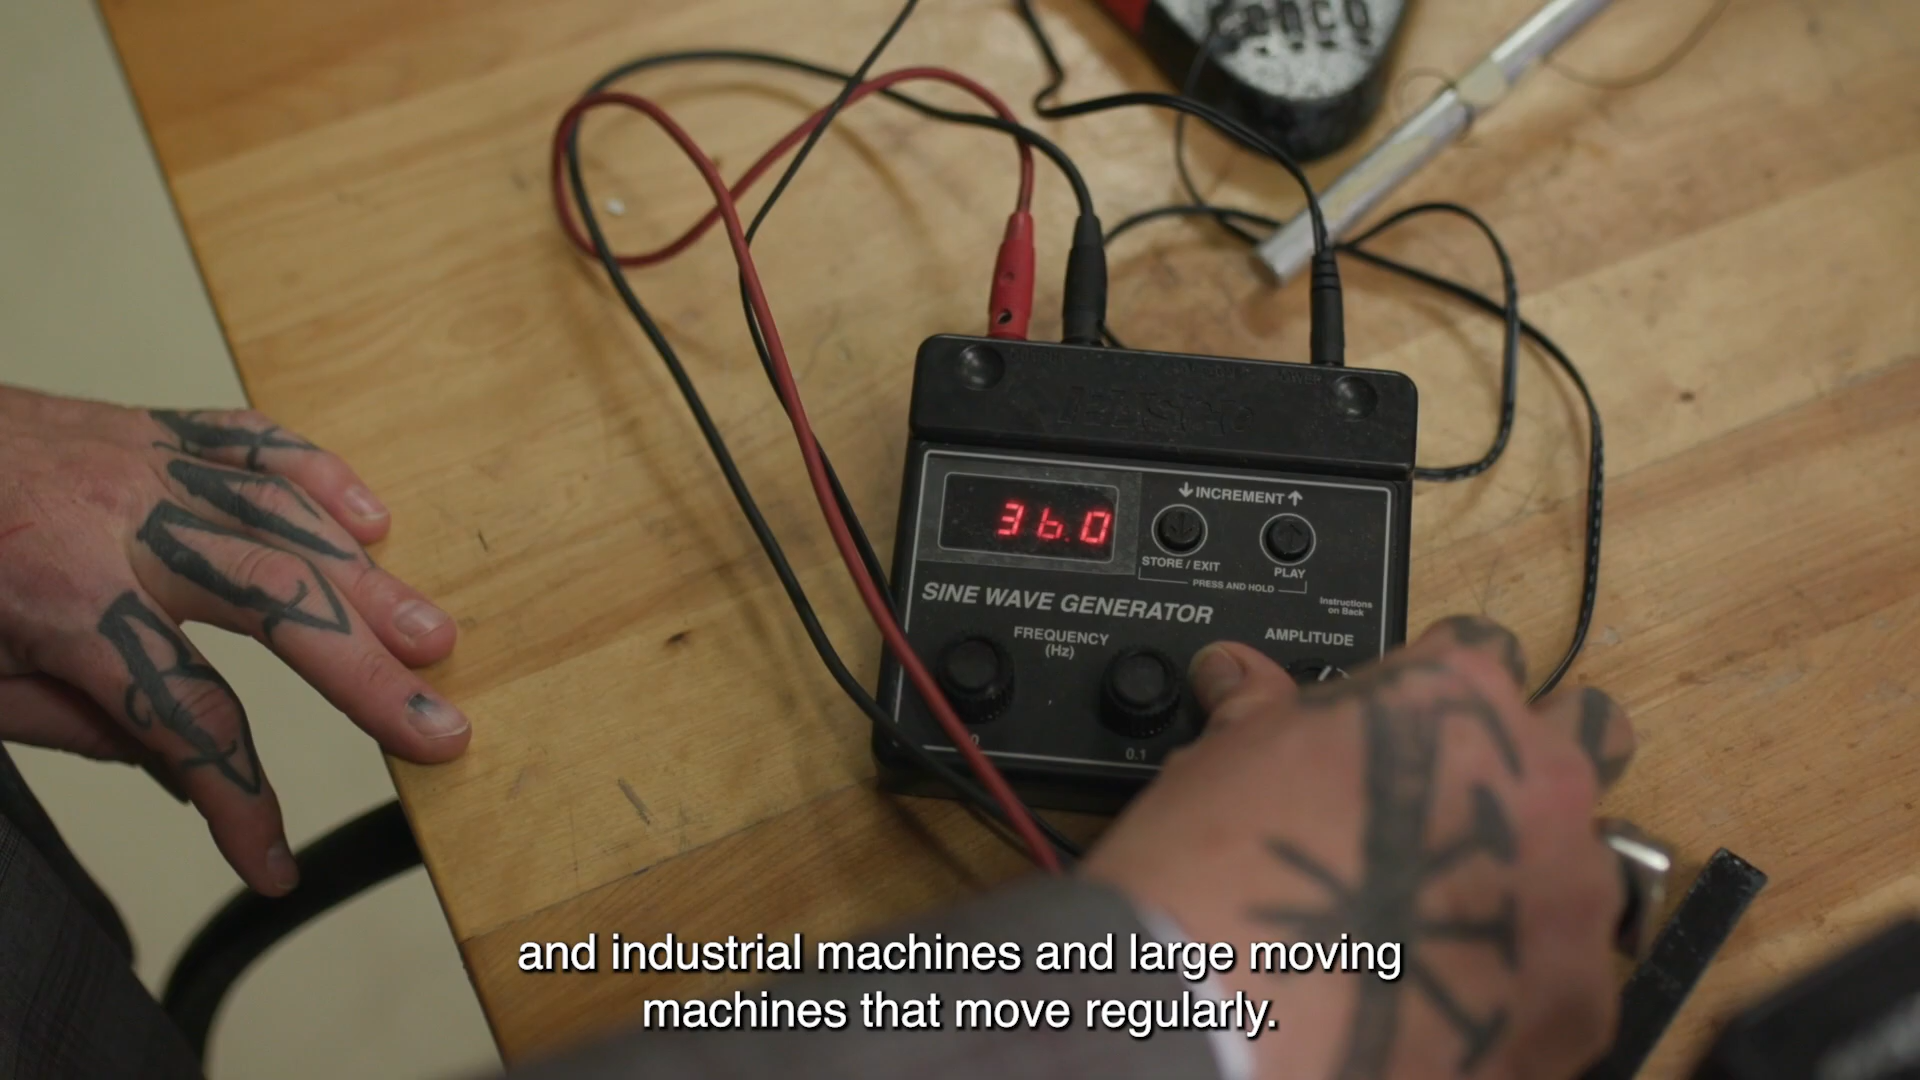 cenco
36.0
↓INCREMENT↑
STORE / EXIT
PLAY
PRESS AND HOLD
Instructions
on Back
SINE WAVE GENERATOR
FREQUENCY
(Hz)
AMPLITUDE
0.1
and industrial machines and large moving
machines that move regularly.